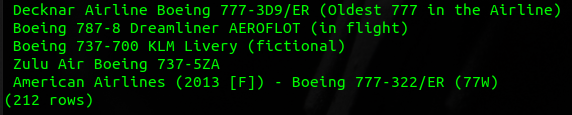 Decknar Airline Boeing 777-3D9/ER (Oldest 777 in the Airline)
Boeing 787-8 Dreamliner AEROFLOT (in flight)
Boeing 737-700 KLM Livery (fictional)
Zulu Air Boeing 737-5ZA
American Airlines (2013 [F]) - Boeing 777-322/ER (77W)
(212 rows)